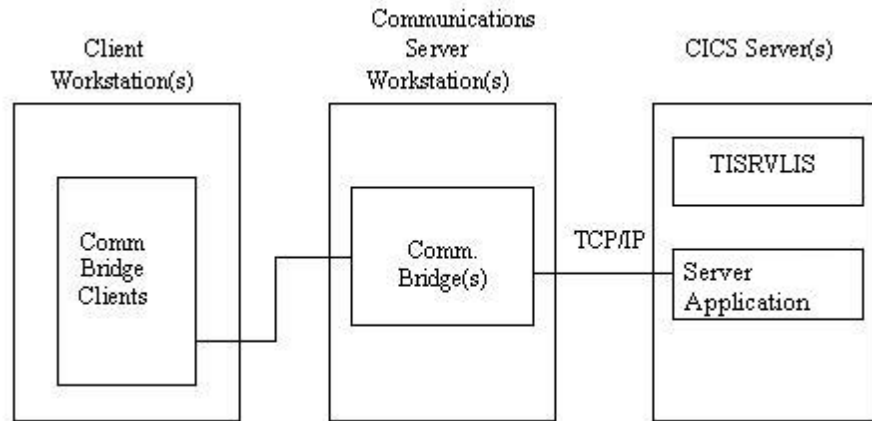 Client
Workstation(s)
Communications
Server
Workstation(s)
CICS Server(s)
Comm
Bridge
Clients
Comm.
Bridge(s)
TCP/IP
TISRVLIS
Server
Application